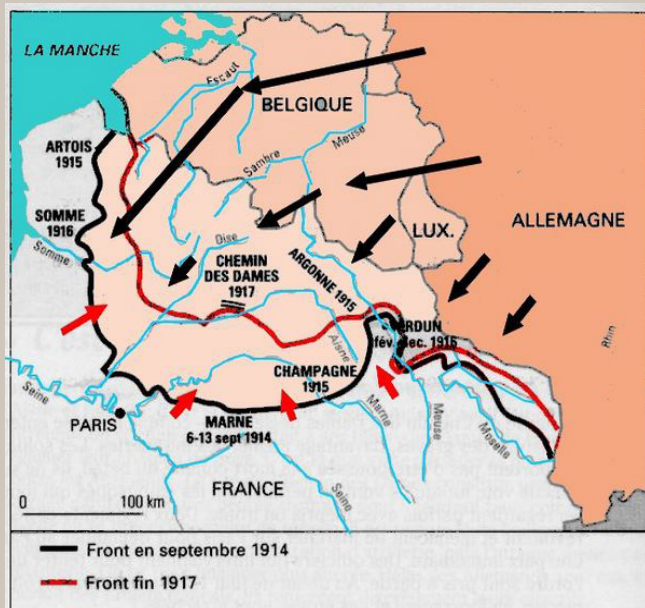 LA MANCHE
Escaut
BELGIQUE
ARTOIS
1915
Sambre
Meuse
SOMME
1916
Somme
Oise
CHEMIN
DES DAMES
1917
ARGONNE 1915
LUX.
ALLEMAGNE
Rhin
ERDUN
fév. déc. 1916
Aisne
CHAMPAGNE
1915
Seine
PARIS
MARNE
6-13 sept 1914
Marne
Meuse
Moselle
FRANCE
Seine
0 100 km
Front en septembre 1914
Front fin 1917